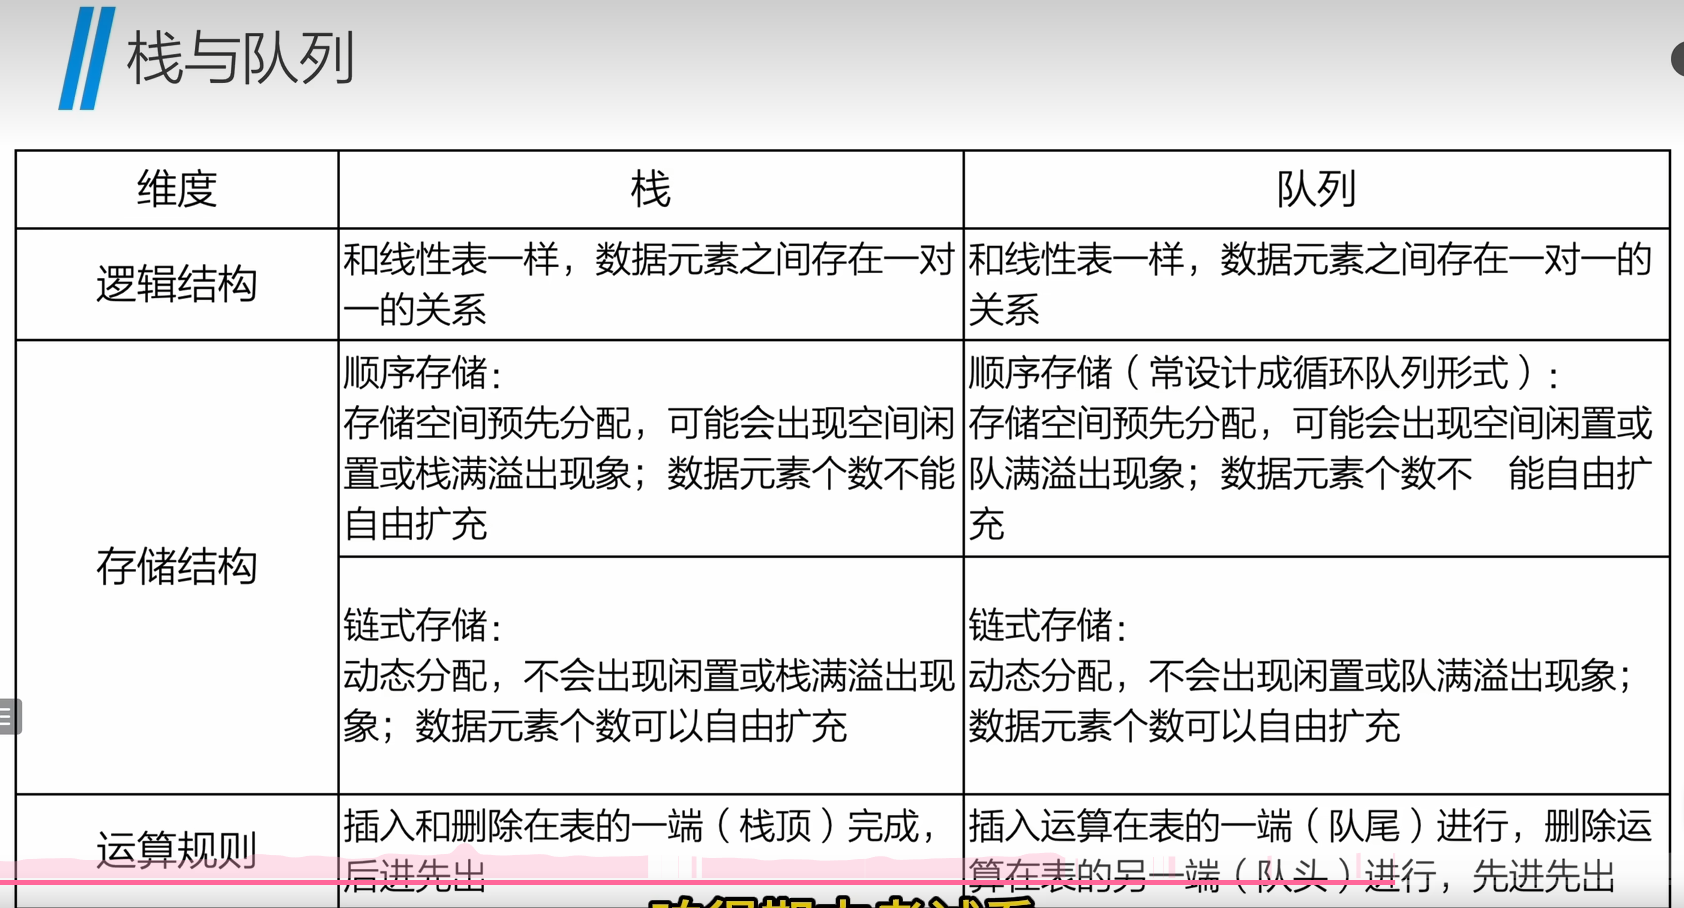 栈与队列
维度
栈
队列
逻辑结构
和线性表一样，数据元素之间存在一对
一的关系
和线性表一样，数据元素之间存在一对一的
关系
存储结构
顺序存储：
存储空间预先分配，可能会出现空间闲
置或栈满溢出现象；数据元素个数不能
自由扩充
顺序存储（常设计成循环队列形式）：
存储空间预先分配，可能会出现空间闲置或
队满溢出现象；数据元素个数不　能自由扩
充
链式存储：
动态分配，不会出现闲置或栈满溢出现
象；数据元素个数可以自由扩充
链式存储：
动态分配，不会出现闲置或队满溢出现象；
数据元素个数可以自由扩充
运算规则
插入和删除在表的一端（栈顶）完成，
后进先出
插入运算在表的一端（队尾）进行，删除运
算在表的另一端（队头）进行，先进先出